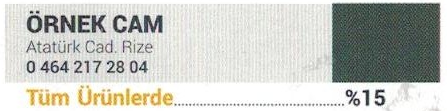 ÖRNEK CAM
Atatürk Cad. Rize
0 464 217 28 04
Tüm Ürünlerde........................................%15